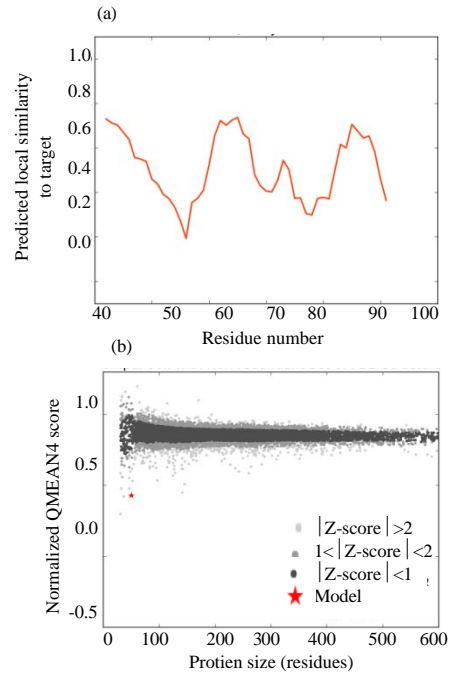 (a)
Predicted local similarity
to target
1.0
0.8
0.6
0.4
0.2
0.0
40 50 60 70 80 90 100
Residue number
(b)
Normalized QMEAN4 score
1.0
0.5
0.0
-0.5
|Z-score|>2
1<|Z-score|<2
|Z-score|<1
Model
0 100 200 300 400 500 600
Protien size (residues)